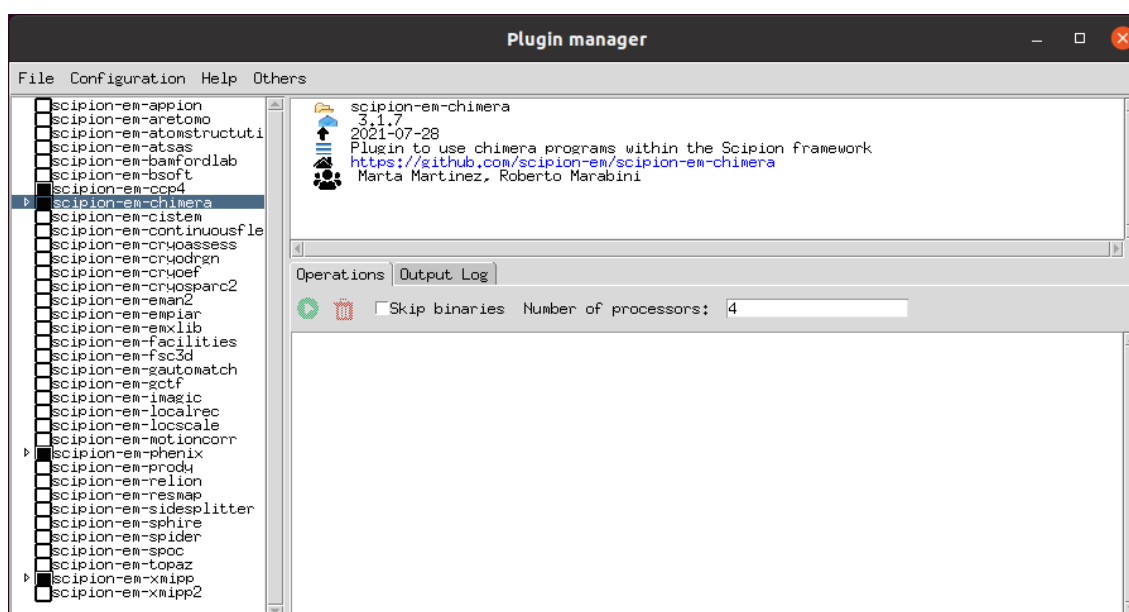 Plugin manager
File Configuration Help Others
scipion-em-appion
scipion-em-aretomo
scipion-em-atomstructuti
scipion-em-atsas
scipion-em-bamfordlab
scipion-em-bsoft
scipion-em-ccp4
scipion-em-chimera
scipion-em-cistem
scipion-em-continuousfle
scipion-em-cryoassess
scipion-em-cryodrgn
scipion-em-cryoef
scipion-em-cryosparc2
scipion-em-eman2
scipion-em-empiar
scipion-em-emxlib
scipion-em-facilities
scipion-em-fsc3d
scipion-em-gautomatch
scipion-em-gctf
scipion-em-imagic
scipion-em-localrec
scipion-em-locscale
scipion-em-motioncorr
scipion-em-phenix
scipion-em-prody
scipion-em-relion
scipion-em-resmap
scipion-em-sidesplitter
scipion-em-sphire
scipion-em-spider
scipion-em-spoc
scipion-em-topaz
scipion-em-xmipp
scipion-em-xmipp2
scipion-em-chimera
3.1.7
2021-07-28
Plugin to use chimera programs within the Scipion framework
https://github.com/scipion-em/scipion-em-chimera
Marta Martinez, Roberto Marabini
Operations Output Log
Skip binaries Number of processors: 4